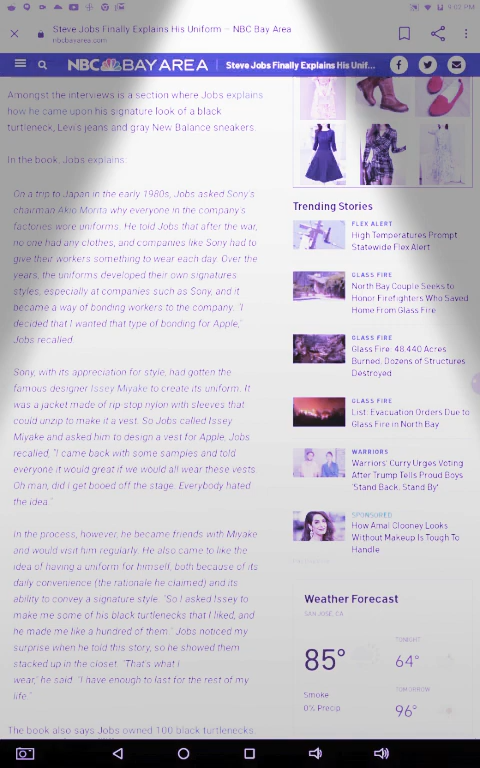 9:02 PM
Steve Jobs Finally Explains His Uniform – NBC Bay Area
nbcbayarea.com
NBC BAY AREA
Steve Jobs Finally Explains His Unif...
Amongst the interviews is a section where Jobs explains
how he came upon his signature look of a black
turtleneck, Levis jeans and gray New Balance sneakers.
In the book, Jobs explains:
On a trip to Japan in the early 1980s, Jobs asked Sony's
chairman Akio Morita why everyone in the company's
factories wore uniforms. He told Jobs that after the war,
no one had any clothes, and companies like Sony had to
give their workers something to wear each day. Over the
years, the uniforms developed their own signatures
styles, especially at companies such as Sony, and it
became a way of bonding workers to the company. "I
decided that I wanted that type of bonding for Apple,"
Jobs recalled.
Sony, with its appreciation for style, had gotten the
famous designer Issey Miyake to create its uniform. It
was a jacket made of rip-stop nylon with sleeves that
could unzip to make it a vest. So Jobs called Issey
Miyake and asked him to design a vest for Apple, Jobs
recalled, "I came back with some samples and told
everyone it would great if we would all wear these vests.
Oh man, did I get booed off the stage. Everybody hated
the idea."
In the process, however, he became friends with Miyake
and would visit him regularly. He also came to like the
idea of having a uniform for himself, both because of its
daily convenience (the rationale he claimed) and its
ability to convey a signature style. "So I asked Issey to
make me some of his black turtlenecks that I liked, and
he made me like a hundred of them." Jobs noticed my
surprise when he told this story, so he showed them
stacked up in the closet. "That's what I
wear," he said. "I have enough to last for the rest of my
life."
The book also says Jobs owned 100 black turtlenecks.
Trending Stories
FLEX ALERT
High Temperatures Prompt
Statewide Flex Alert
GLASS FIRE
North Bay Couple Seeks to
Honor Firefighters Who Saved
Home From Glass Fire
GLASS FIRE
Glass Fire: 48,440 Acres
Burned, Dozens of Structures
Destroyed
GLASS FIRE
List: Evacuation Orders Due to
Glass Fire in North Bay
WARRIORS
Warriors' Curry Urges Voting
After Trump Tells Proud Boys
'Stand Back, Stand By'
SPONSORED
How Amal Clooney Looks
Without Makeup Is Tough To
Handle
Weather Forecast
SAN JOSE, CA
85°
Smoke
0% Precip
TONIGHT
64°
TOMORROW
96°